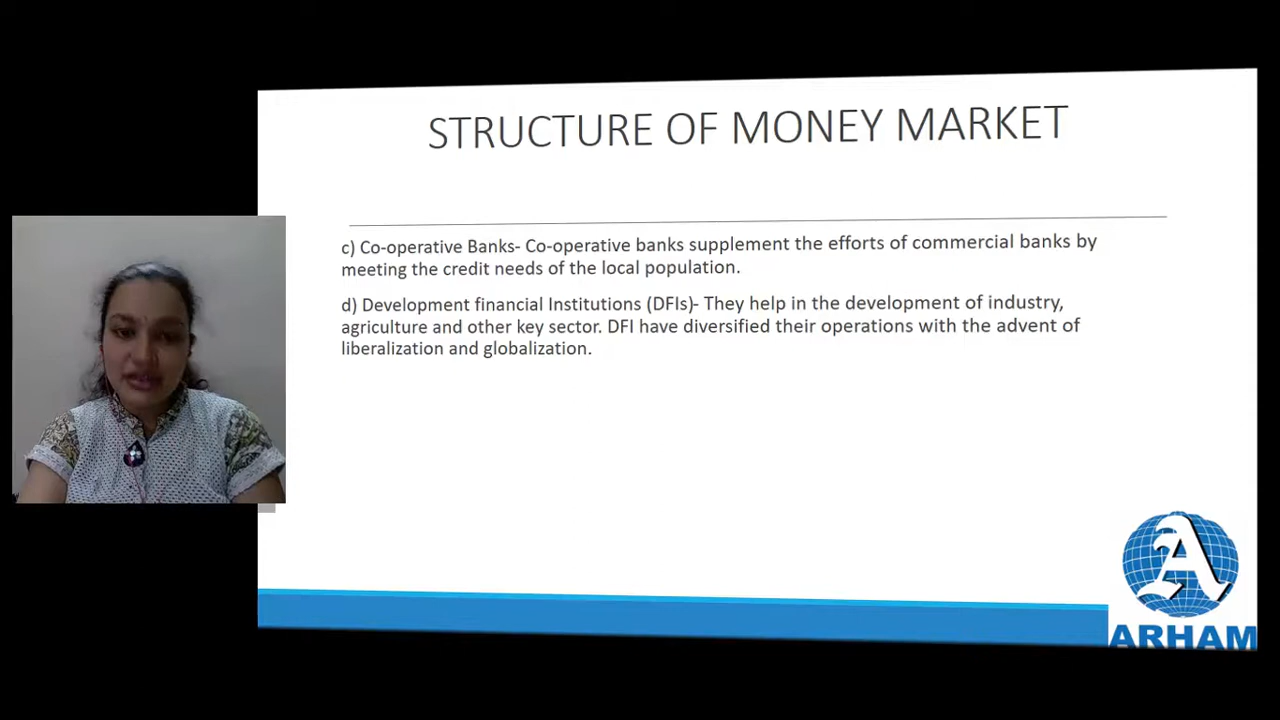 STRUCTURE OF MONEY MARKET
c) Co-operative Banks- Co-operative banks supplement the efforts of commercial banks by
meeting the credit needs of the local population.
d) Development financial Institutions (DFIs)- They help in the development of industry,
agriculture and other key sector. DFI have diversified their operations with the advent of
liberalization and globalization.
A
ARHAM